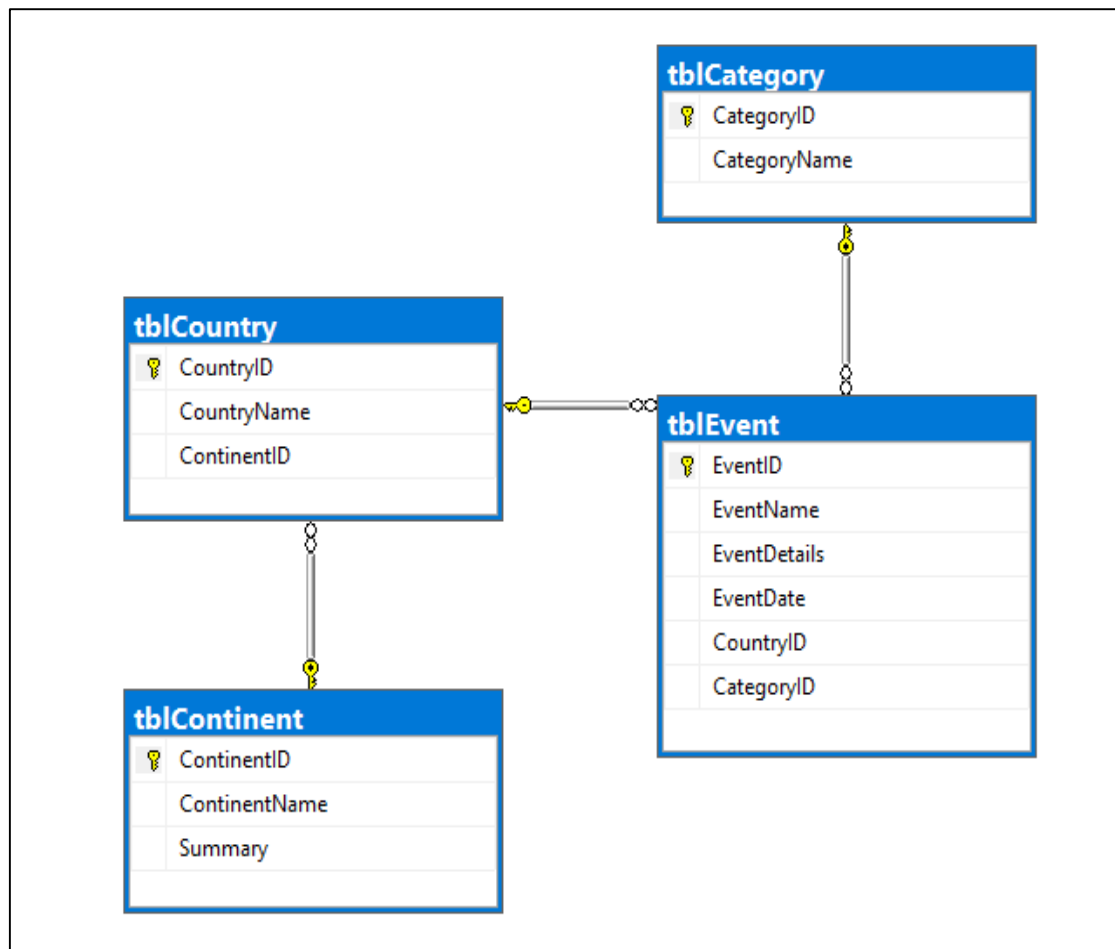 tblCategory
CategoryID
CategoryName
tblCountry
CountryID
CountryName
ContinentID
tblEvent
EventID
EventName
EventDetails
EventDate
CountryID
CategoryID
tblContinent
ContinentID
ContinentName
Summary